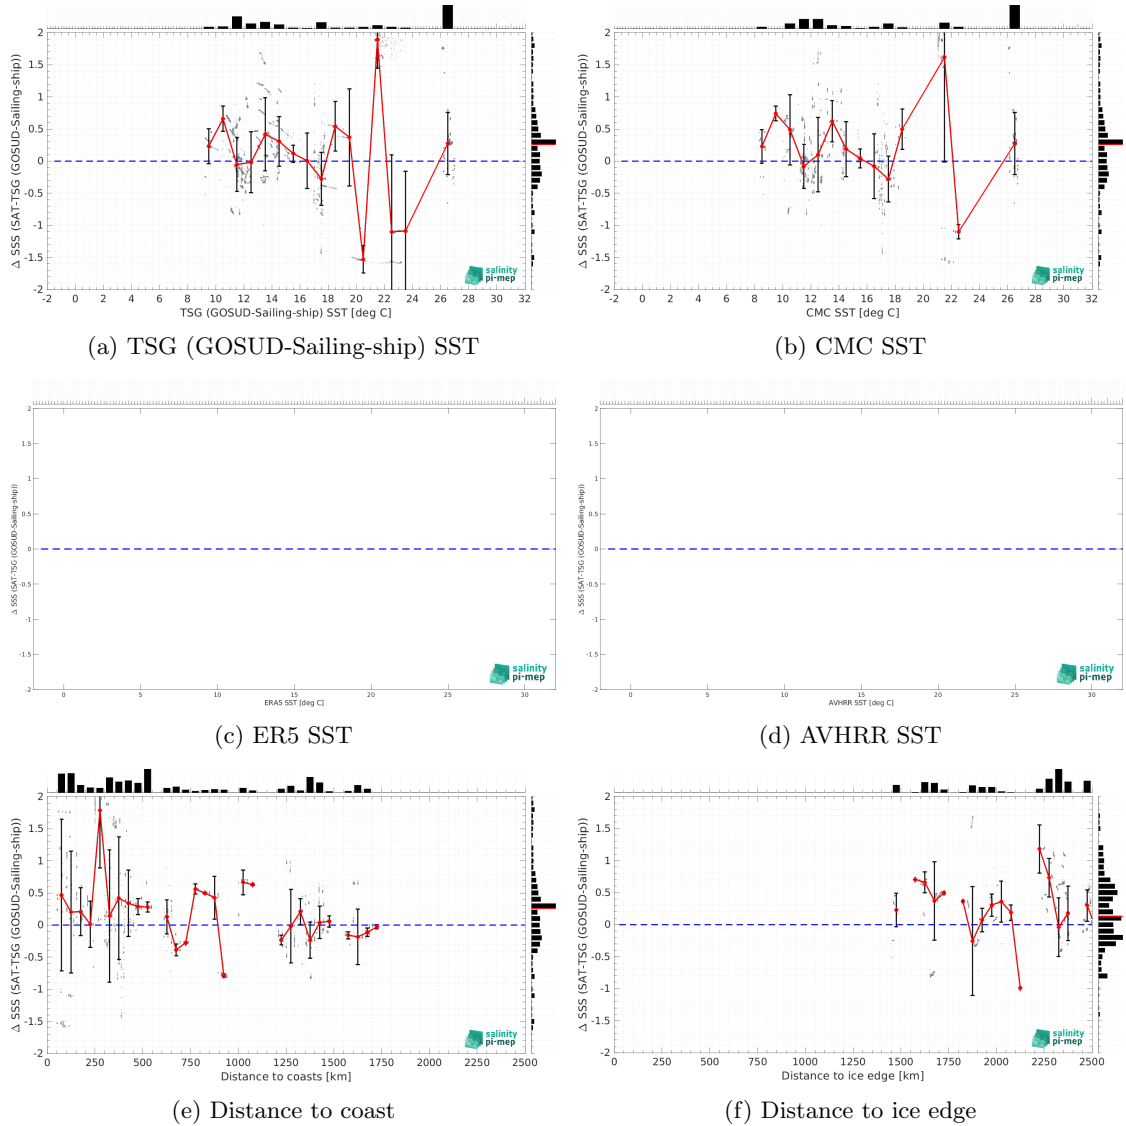 Δ SSS (SAT-TSG (GOSUD-Sailing-ship))
2
1.5
1
0.5
0
-0.5
-1
-1.5
-2
-2 0 2 4 6 8 10 12 14 16 18 20 22 24 26 28 30 32
TSG (GOSUD-Sailing-ship) SST [deg C]
salinity
pi-mep
(a) TSG (GOSUD-Sailing-ship) SST
Δ SSS (SAT-TSG (GOSUD-Sailing-ship))
2
1.5
1
0.5
0
-0.5
-1
-1.5
-2
-2 0 2 4 6 8 10 12 14 16 18 20 22 24 26 28 30 32
CMC SST [deg C]
salinity
pi-mep
(b) CMC SST
Δ SSS (SAT-TSG (GOSUD-Sailing-ship))
2
1.5
1
0.5
0
-0.5
-1
-1.5
-2
0 5 10 15 20 25 30
ERA5 SST [deg C]
salinity
pi-mep
(c) ER5 SST
Δ SSS (SAT-TSG (GOSUD-Sailing-ship))
2
1.5
1
0.5
0
-0.5
-1
-1.5
-2
0 5 10 15 20 25 30
AVHRR SST [deg C]
salinity
pi-mep
(d) AVHRR SST
Δ SSS (SAT-TSG (GOSUD-Sailing-ship))
2
1.5
1
0.5
0
-0.5
-1
-1.5
-2
0 250 500 750 1000 1250 1500 1750 2000 2250 2500
Distance to coasts [km]
salinity
pi-mep
(e) Distance to coast
Δ SSS (SAT-TSG (GOSUD-Sailing-ship))
2
1.5
1
0.5
0
-0.5
-1
-1.5
-2
0 250 500 750 1000 1250 1500 1750 2000 2250 2500
Distance to ice edge [km]
salinity
pi-mep
(f) Distance to ice edge